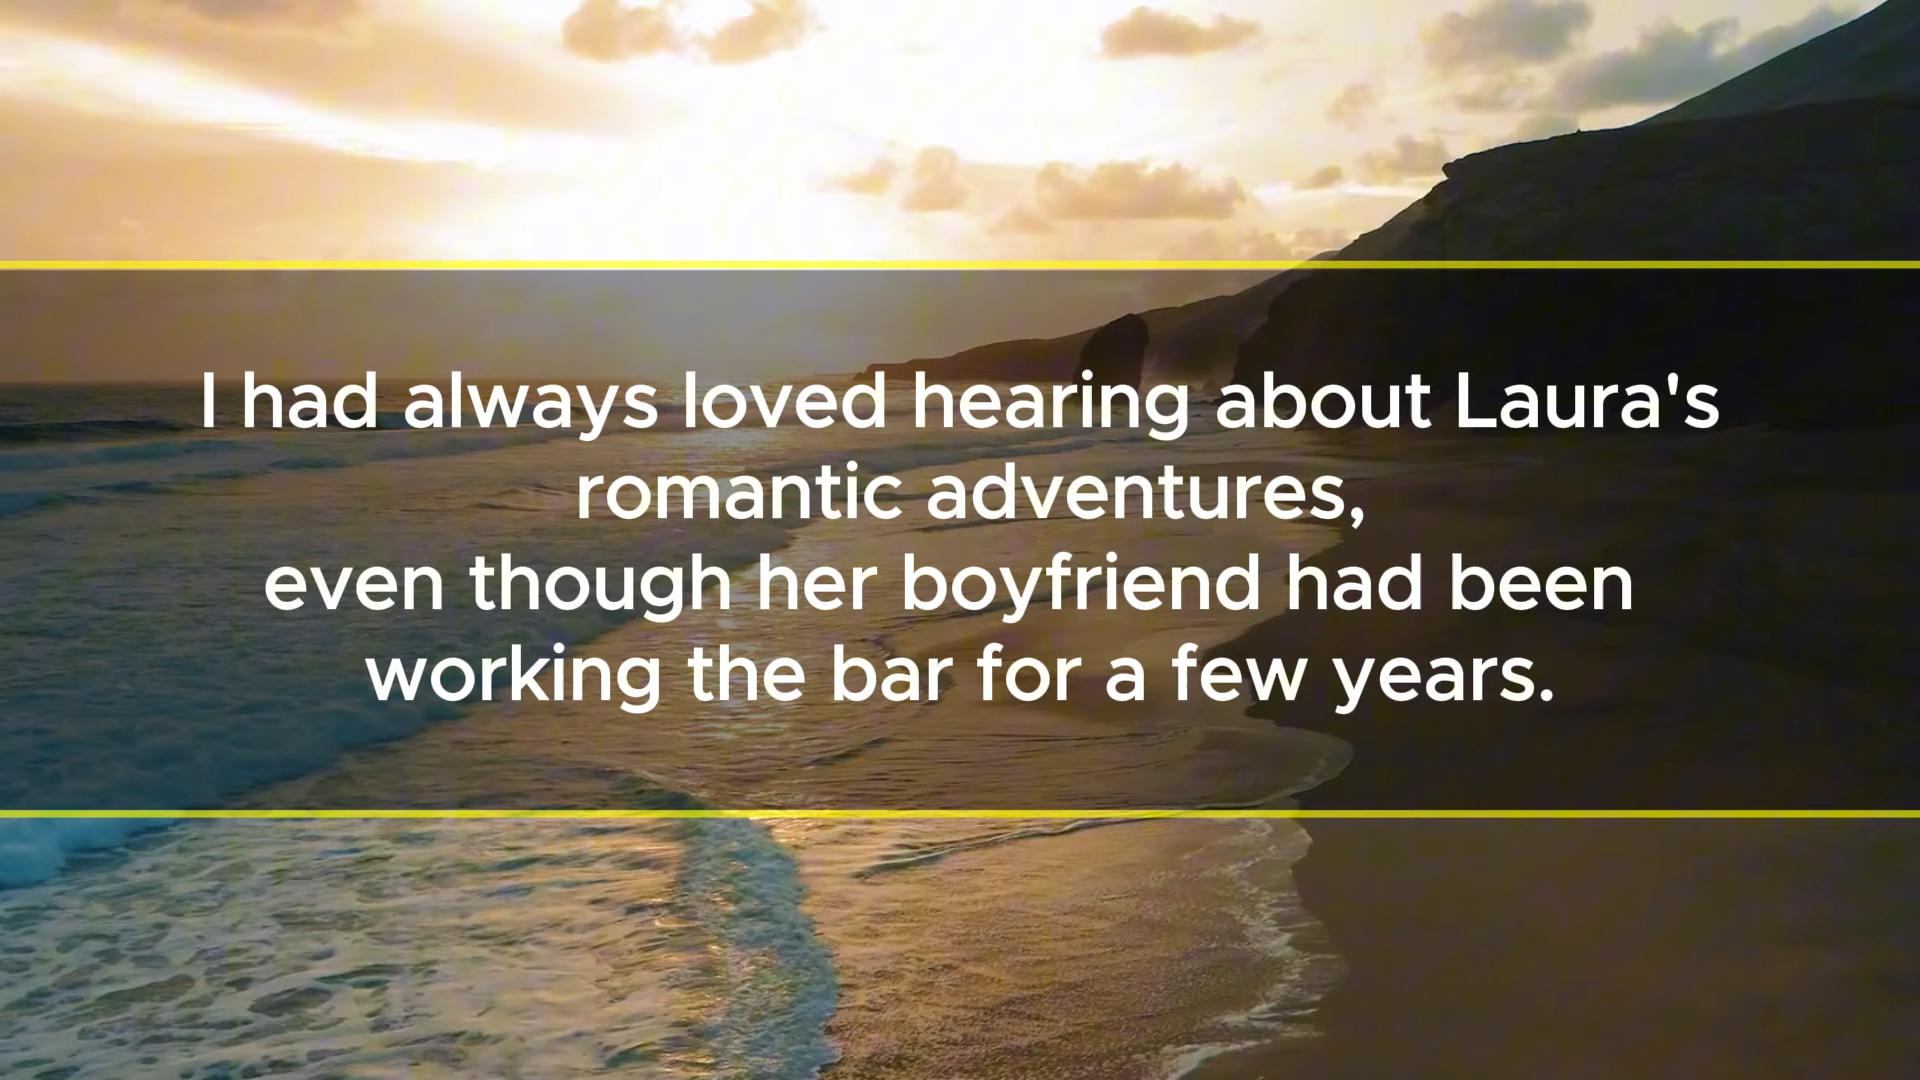 I had always loved hearing about Laura's
romantic adventures,
even though her boyfriend had been
working the bar for a few years.